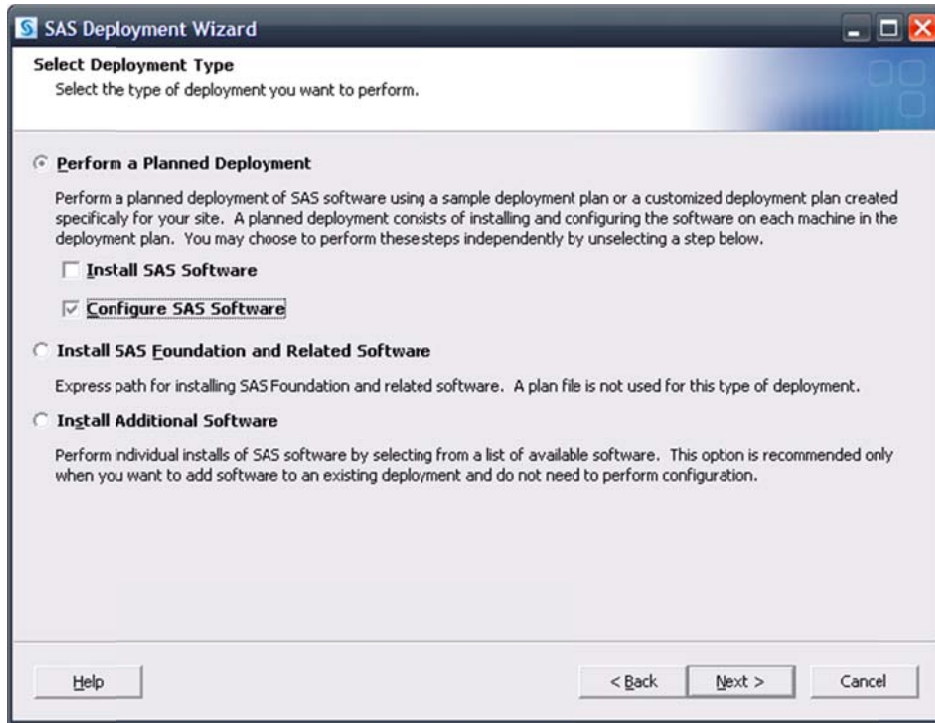 SAS Deployment Wizard
Select Deployment Type
Select the type of deployment you want to perform.
Perform a Planned Deployment
Perform a planned deployment of SAS software using a sample deployment plan or a customized deployment plan created
specificaly for your site. A planned deployment consists of installing and configuring the software on each machine in the
deployment plan. You may choose to perform these steps independently by unselecting a step below.
Install SAS Software
Configure SAS Software
Install SAS Foundation and Related Software
Express path for installing SAS Foundation and related software. A plan file is not used for this type of deployment.
Install Additional Software
Perform individual installs of SAS software by selecting from a list of available software. This option is recommended only
when you want to add software to an existing deployment and do not need to perform configuration.
Help
< Back
Next >
Cancel